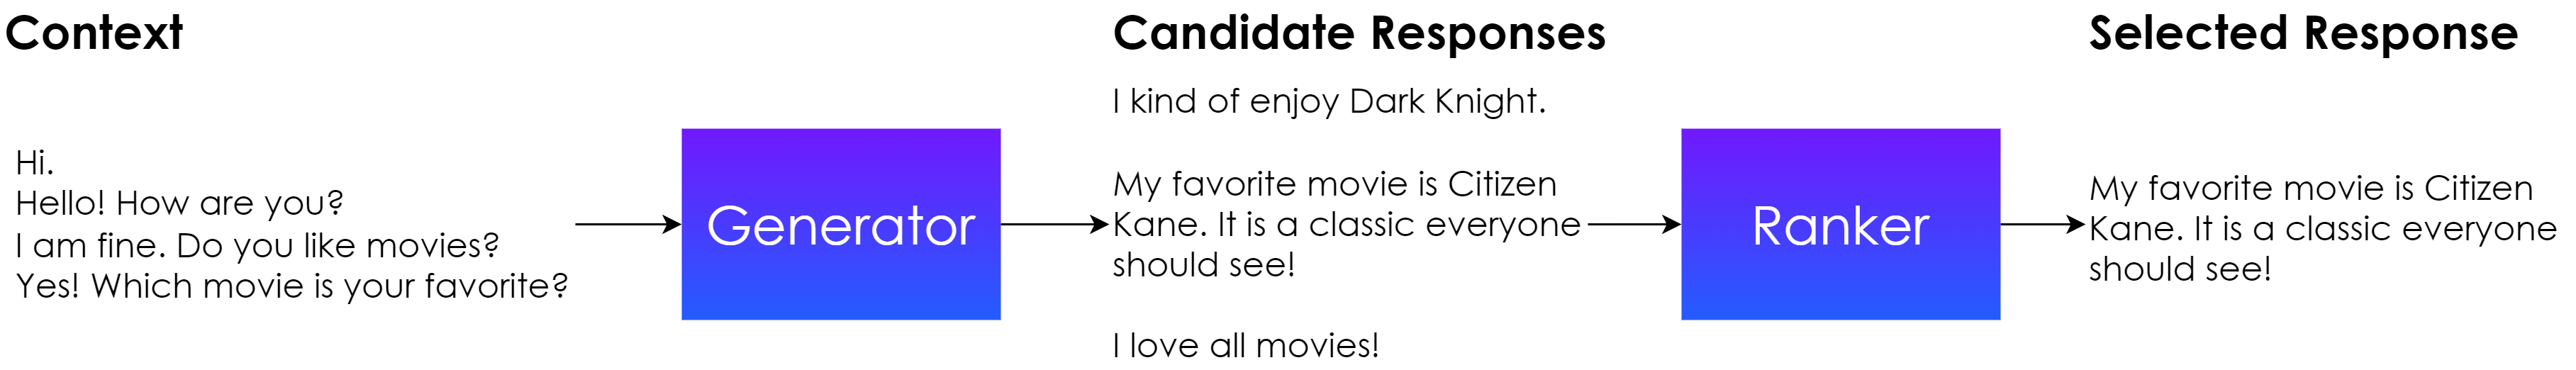 Context
Hi.
Hello! How are you?
I am fine. Do you like movies?
Yes! Which movie is your favorite?
Generator
Candidate Responses
I kind of enjoy Dark Knight.
My favorite movie is Citizen
Kane. It is a classic everyone
should see!
I love all movies!
Ranker
Selected Response
My favorite movie is Citizen
Kane. It is a classic everyone
should see!